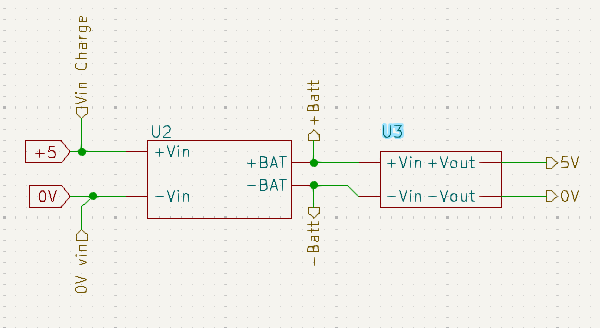 Vin Charge
+Batt
U2
U3
+5
+Vin
+BAT
+Vin +Vout
5V
0V
-Vin
-BAT
-Vin -Vout
0V
0V vin
-Batt